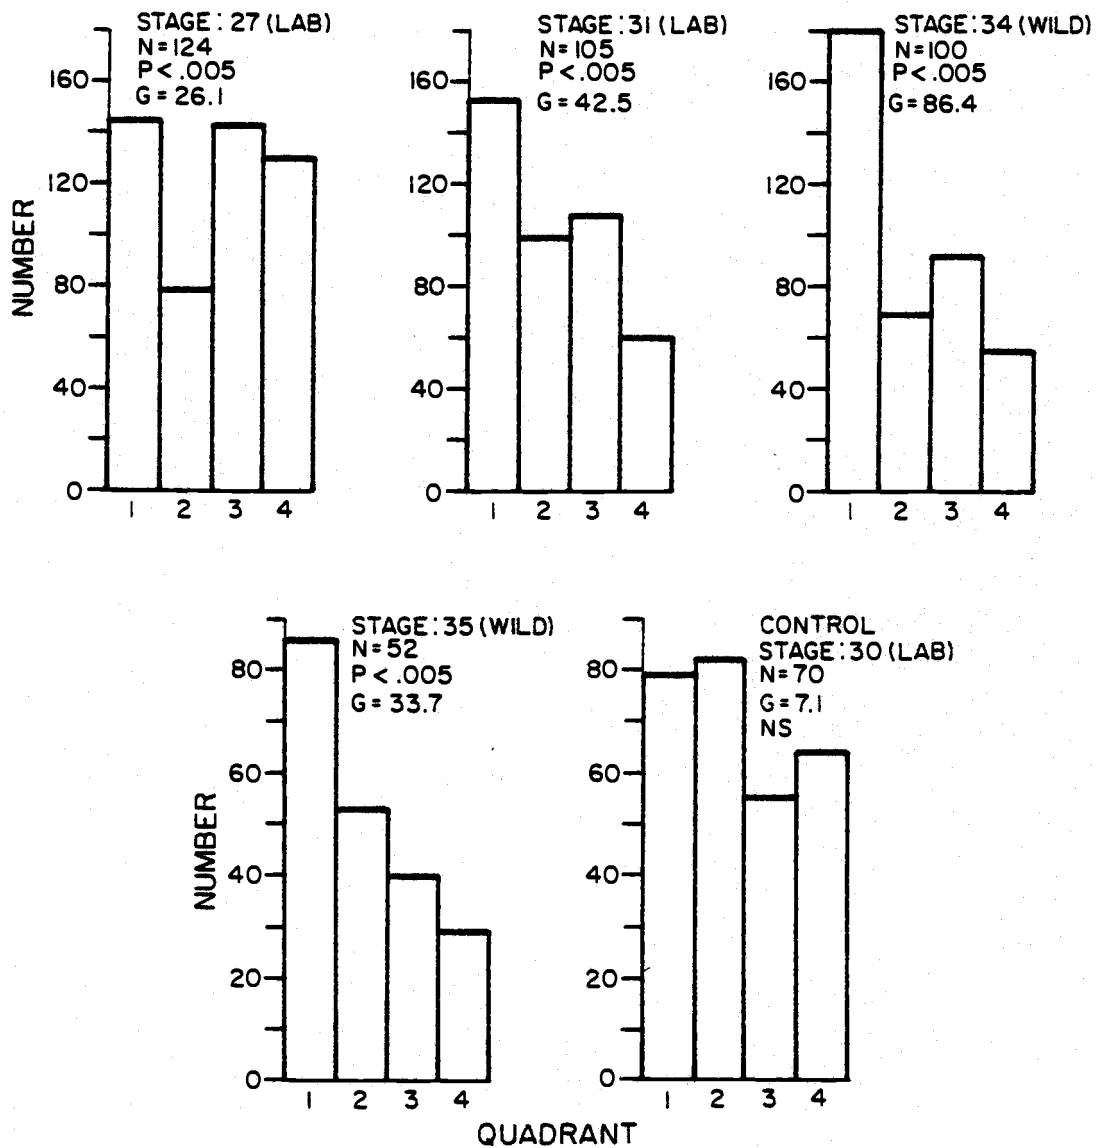 STAGE: 27 (LAB)
N=124
P<.005
G=26.1
160
120
80
40
0
NUMBER
1 2 3 4
STAGE: 31 (LAB)
N=105
P<.005
G=42.5
160
120
80
40
0
1 2 3 4
STAGE: 34 (WILD)
N=100
P<.005
G=86.4
160
120
80
40
0
1 2 3 4
STAGE: 35 (WILD)
N=52
P<.005
G=33.7
80
60
40
20
0
NUMBER
1 2 3 4
CONTROL
STAGE: 30 (LAB)
N=70
G=7.1
NS
80
60
40
20
0
1 2 3 4
QUADRANT